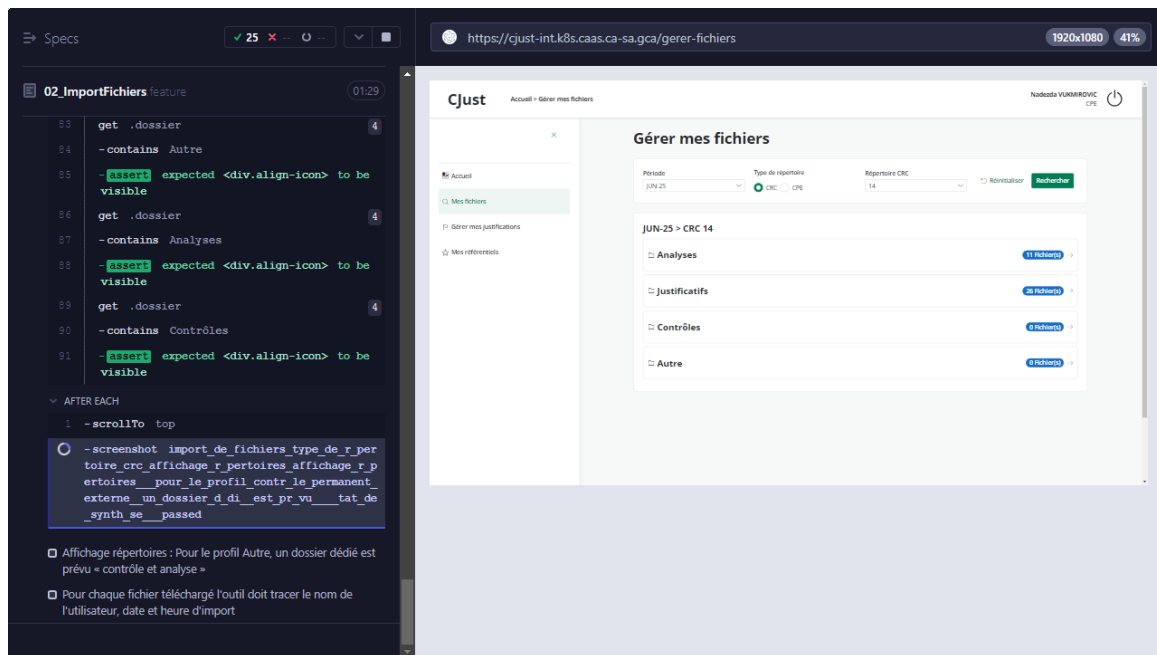 Specs
25 -- --
02_ImportFichiers feature 01:29
83 get .dossier 4
84 -contains Autre
85 -assert expected <div.align-icon> to be
visible
86 get .dossier 4
87 -contains Analyses
88 -assert expected <div.align-icon> to be
visible
89 get .dossier 4
90 -contains Contrôles
91 -assert expected <div.align-icon> to be
visible
AFTER EACH
1 -scrollTo top
-screenshot import_de_fichiers_type_de_r_per
toire_crc_affichage_r_pertoires_affichage_r_p
ertoires___pour_le_profil_contr_le_permanent_
externe__un_dossier_d_di__est_pr_vu____tat_de
_synth_se___passed
Affichage répertoires : Pour le profil Autre, un dossier dédié est
prévu « contrôle et analyse »
Pour chaque fichier téléchargé l'outil doit tracer le nom de
l'utilisateur, date et heure d'import
https://cjust-int.k8s.caas.ca-sa.gca/gerer-fichiers 1920x1080 41%
CJust Accueil > Gérer mes fichiers
Nadezda VUKMIROVIC
CPE
×
Accueil
Mes fichiers
Gérer mes justifications
Mes référentiels
Gérer mes fichiers
Période Type de répertoire Répertoire CRC
JUN-25 CRC CPE 14 Réinitialiser Rechercher
JUN-25 > CRC 14
Analyses 11 Fichier(s)
Justificatifs 26 Fichier(s)
Contrôles 0 Fichier(s)
Autre 0 Fichier(s)